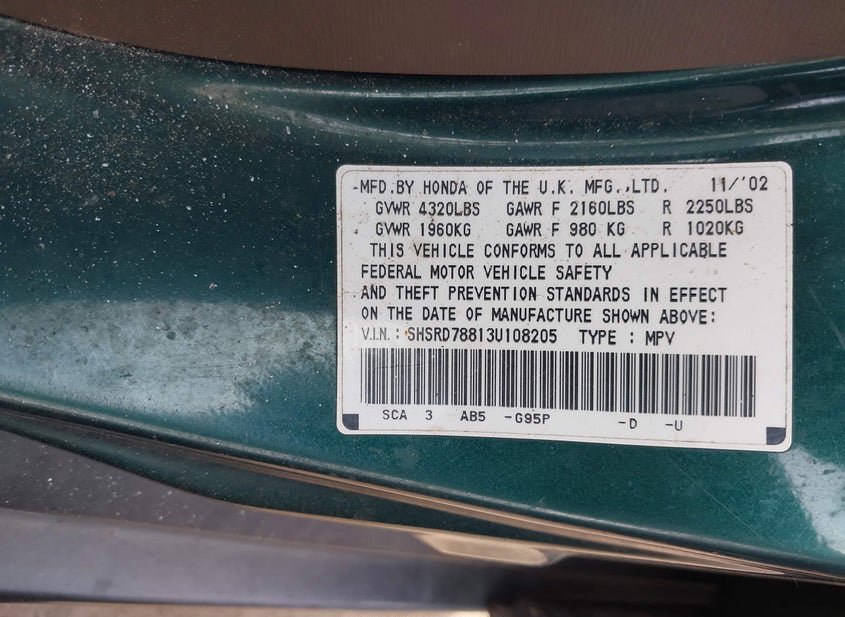 MFD.BY HONDA OF THE U.K. MFG.,LTD. 11/'02
GVWR 4320LBS GAWR F 2160LBS R 2250LBS
GVWR 1960KG GAWR F 980 KG R 1020KG
THIS VEHICLE CONFORMS TO ALL APPLICABLE
FEDERAL MOTOR VEHICLE SAFETY
AND THEFT PREVENTION STANDARDS IN EFFECT
ON THE DATE OF MANUFACTURE SHOWN ABOVE:
V.I.N. : SHSRD78813U108205 TYPE : MPV
SCA 3 AB5 -G95P -D -U